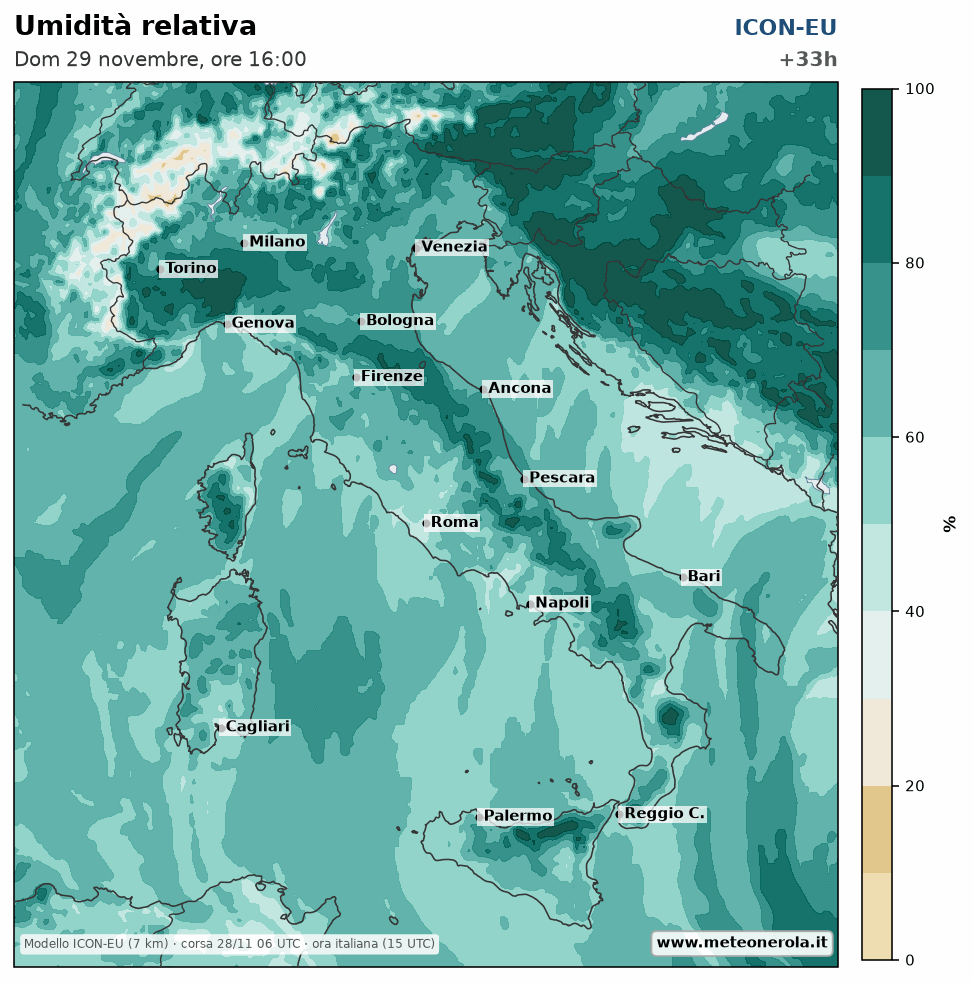 Umidità relativa
ICON-EU
Dom 29 novembre, ore 16:00
+33h
100
80
60
40
20
0
%
Milano
Venezia
Torino
Genova
Bologna
Firenze
Ancona
Pescara
Roma
Bari
Napoli
Cagliari
Palermo
Reggio C.
Modello ICON-EU (7 km) · corsa 28/11 06 UTC · ora italiana (15 UTC)
www.meteonerola.it